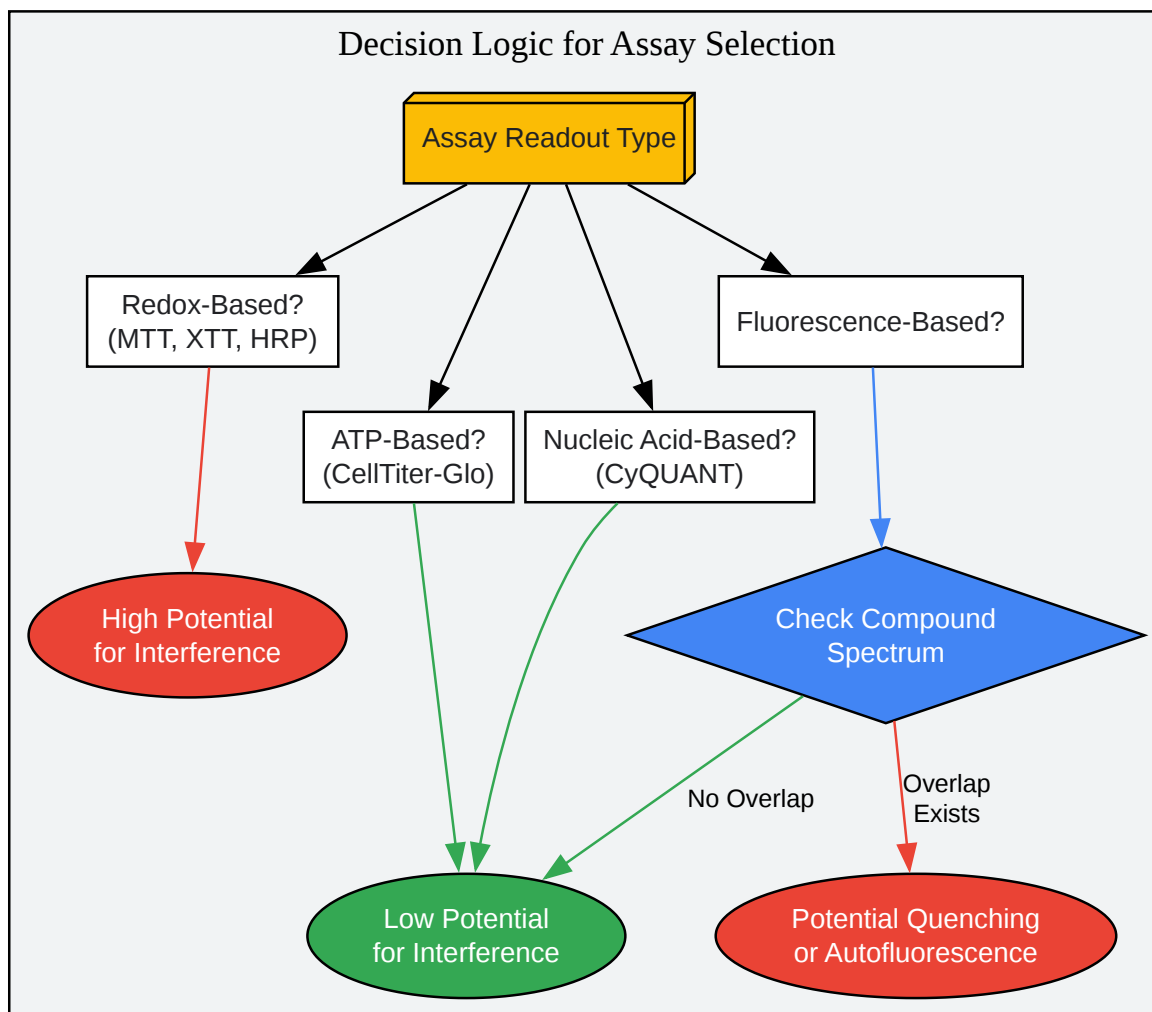 Decision Logic for Assay Selection
Assay Readout Type
Redox-Based?
(MTT, XTT, HRP)
Fluorescence-Based?
ATP-Based?
(CellTiter-Glo)
Nucleic Acid-Based?
(CyQUANT)
High Potential
for Interference
Check Compound
Spectrum
No Overlap
Overlap
Exists
Low Potential
for Interference
Potential Quenching
or Autofluorescence